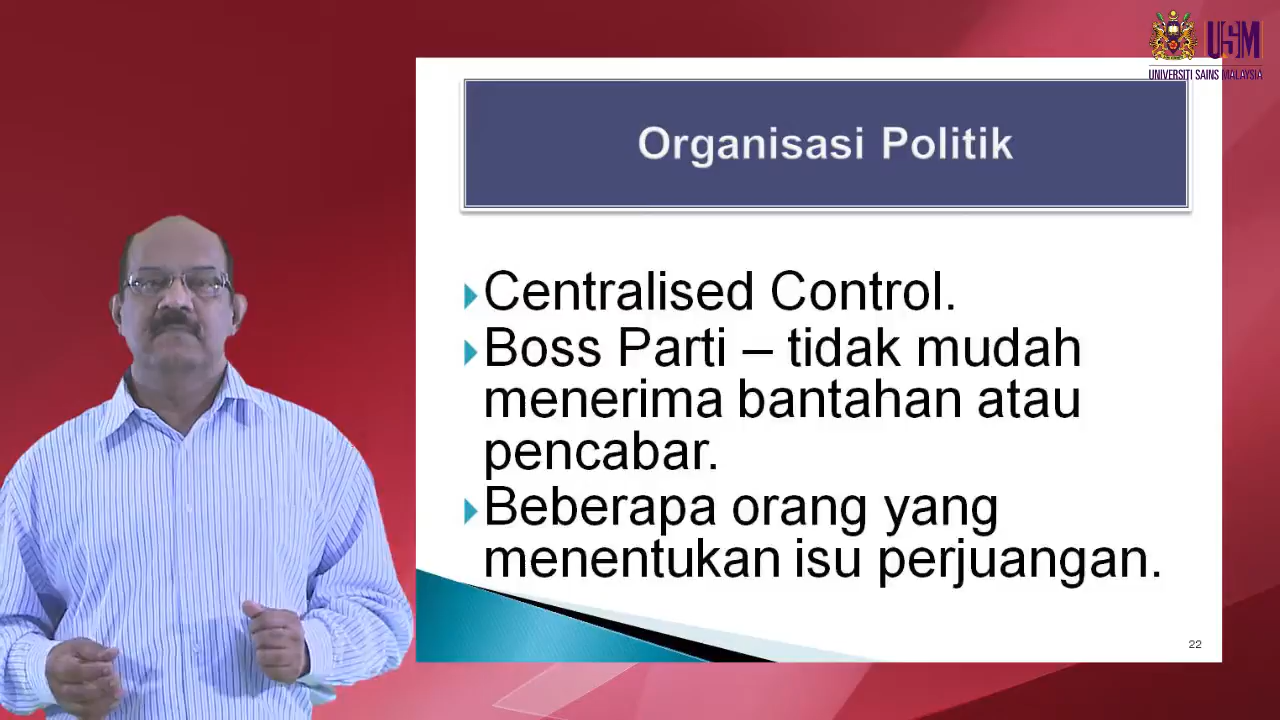 USM
UNIVERSITI SAINS MALAYSIA
Organisasi Politik
Centralised Control.
Boss Parti – tidak mudah
menerima bantahan atau
pencabar.
Beberapa orang yang
menentukan isu perjuangan.
22